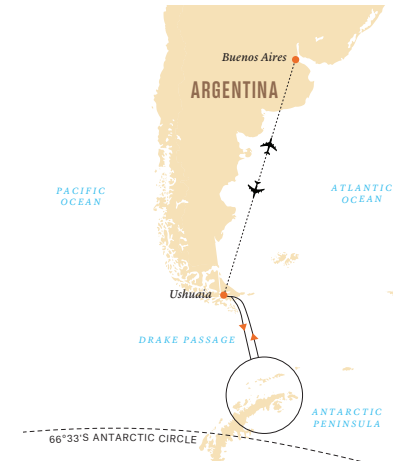 Buenos Aires
ARGENTINA
PACIFIC
OCEAN
ATLANTIC
OCEAN
Ushuaia
DRAKE PASSAGE
ANTARCTIC
PENINSULA
66°33'S ANTARCTIC CIRCLE